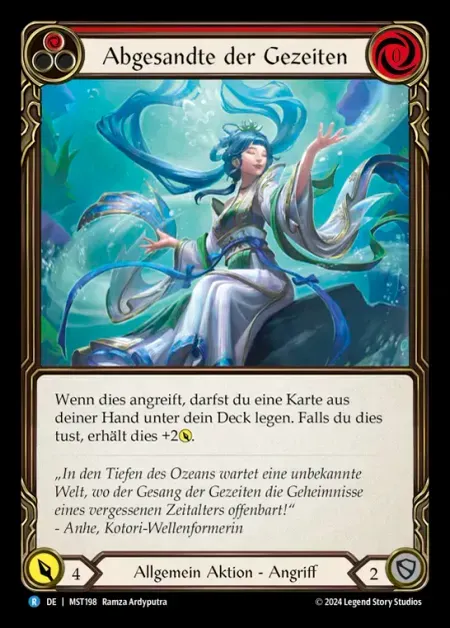 Abgesandte der Gezeiten
0
Wenn dies angreift, darfst du eine Karte aus
deiner Hand unter dein Deck legen. Falls du dies
tust, erhält dies +2.
„In den Tiefen des Ozeans wartet eine unbekannte
Welt, wo der Gesang der Gezeiten die Geheimnisse
eines vergessenen Zeitalters offenbart!“
- Anhe, Kotori-Wellenformerin
4 Allgemein Aktion - Angriff 2
R DE | MST198 Ramza Ardyputra © 2024 Legend Story Studios